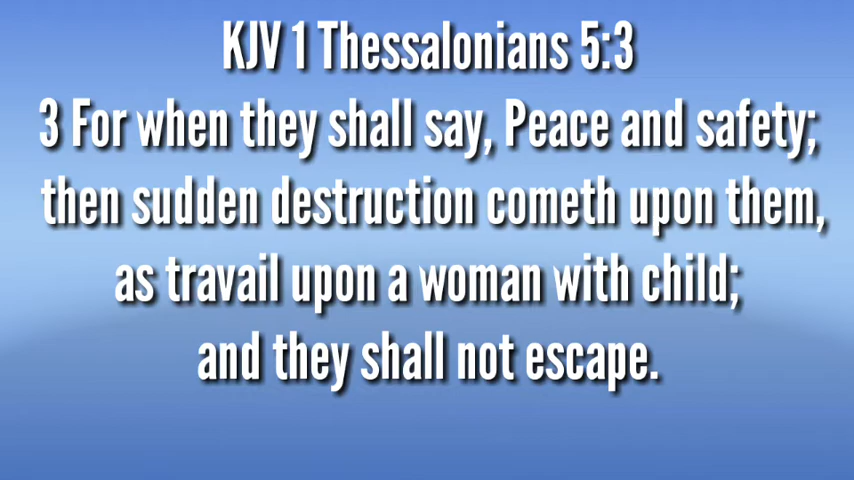 KJV 1 Thessalonians 5:3
3 For when they shall say, Peace and safety;
then sudden destruction cometh upon them,
as travail upon a woman with child;
and they shall not escape.